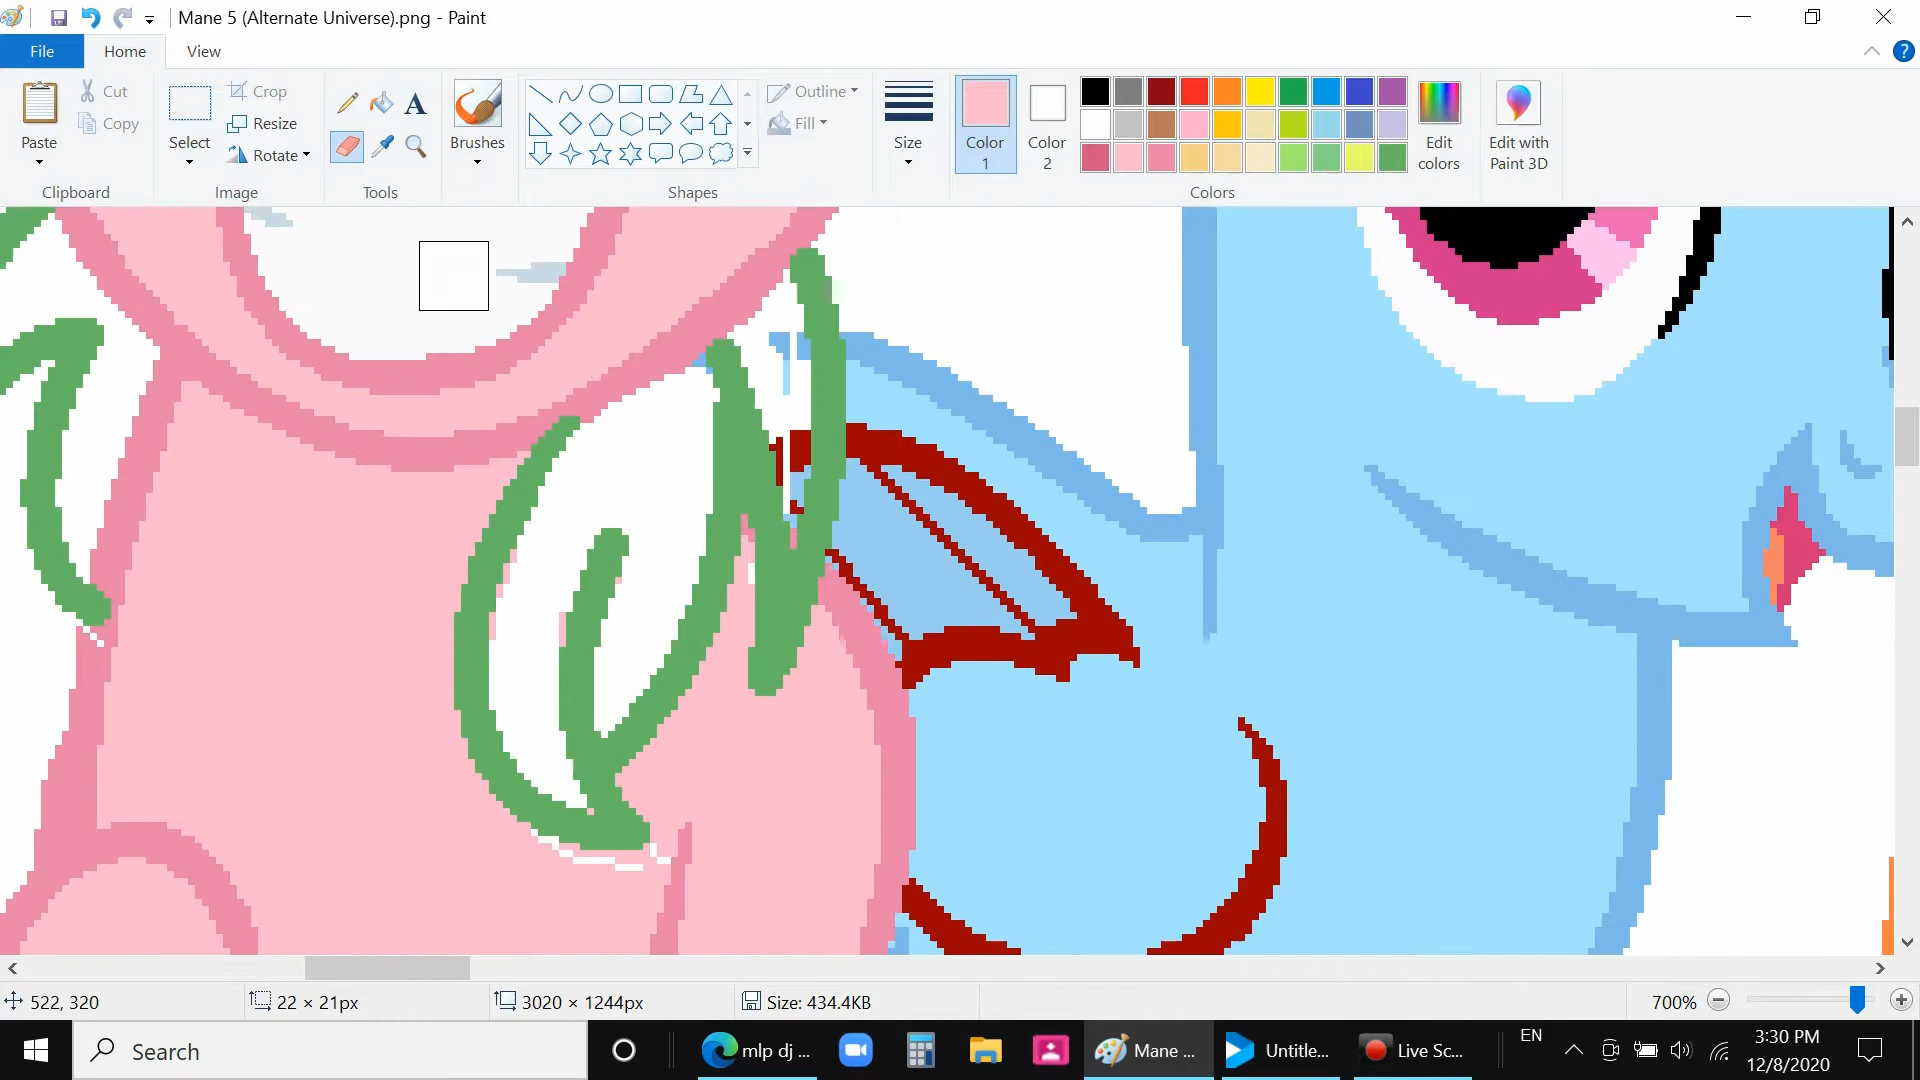 Mane 5 (Alternate Universe).png - Paint
File
Home
View
Paste
Cut
Copy
Clipboard
Select
Crop
Resize
Rotate
Image
A
Tools
Brushes
Outline
Fill
Shapes
Size
Color
1
Color
2
Colors
Edit
colors
Edit with
Paint 3D
522, 320
22 × 21px
3020 × 1244px
Size: 434.4KB
700%
Search
mlp dj ...
Mane ...
Untitle...
Live Sc...
EN
3:30 PM
12/8/2020